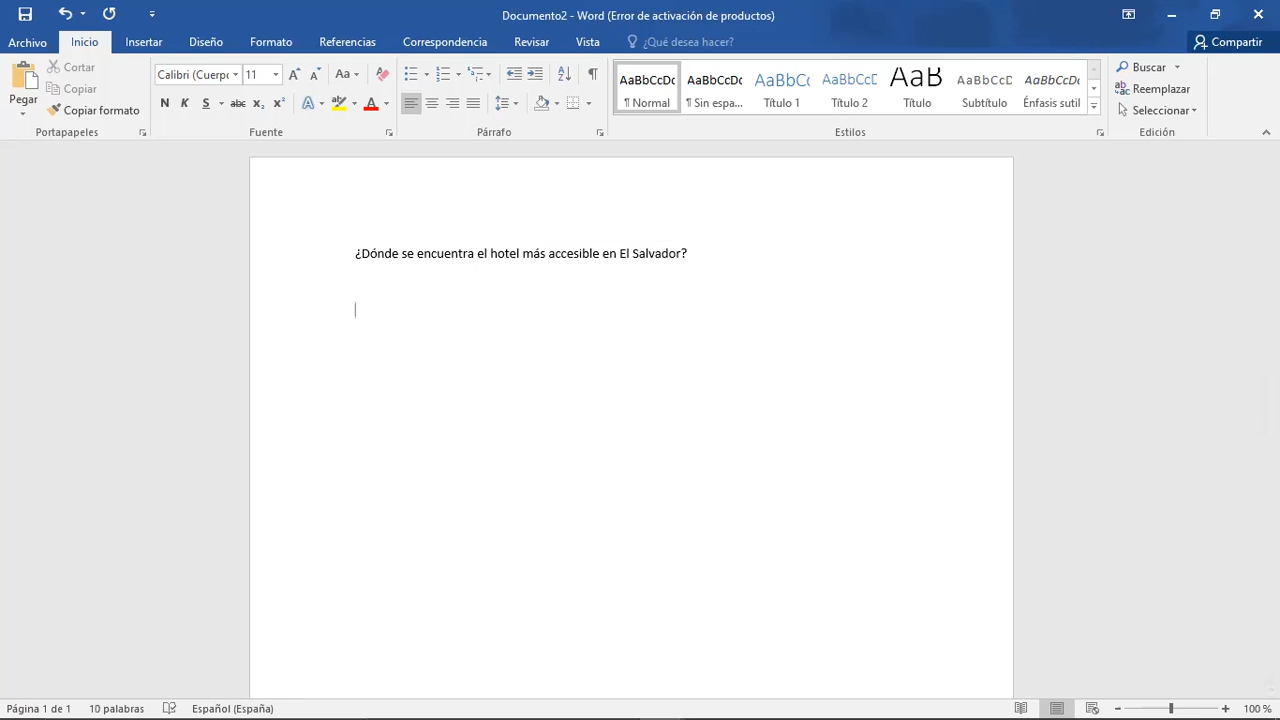 Documento2 - Word (Error de activación de productos)
Archivo Inicio Insertar Diseño Formato Referencias Correspondencia Revisar Vista ¿Qué desea hacer? Compartir
Pegar
Cortar
Copiar
Copiar formato
Portapapeles
Calibri (Cuerpo 11
Aa
N K S abc x₂ x²
A A
Fuente
Párrafo
AaBbCcDc AaBbCcDc AaBbCc AaBbCcD AaB AaBbCcD AaBbCcDc
¶ Normal ¶ Sin espa... Título 1 Título 2 Título Subtítulo Énfasis sutil
Estilos
Buscar
Reemplazar
Seleccionar
Edición
¿Dónde se encuentra el hotel más accesible en El Salvador?
Página 1 de 1 10 palabras Español (España) 100 %